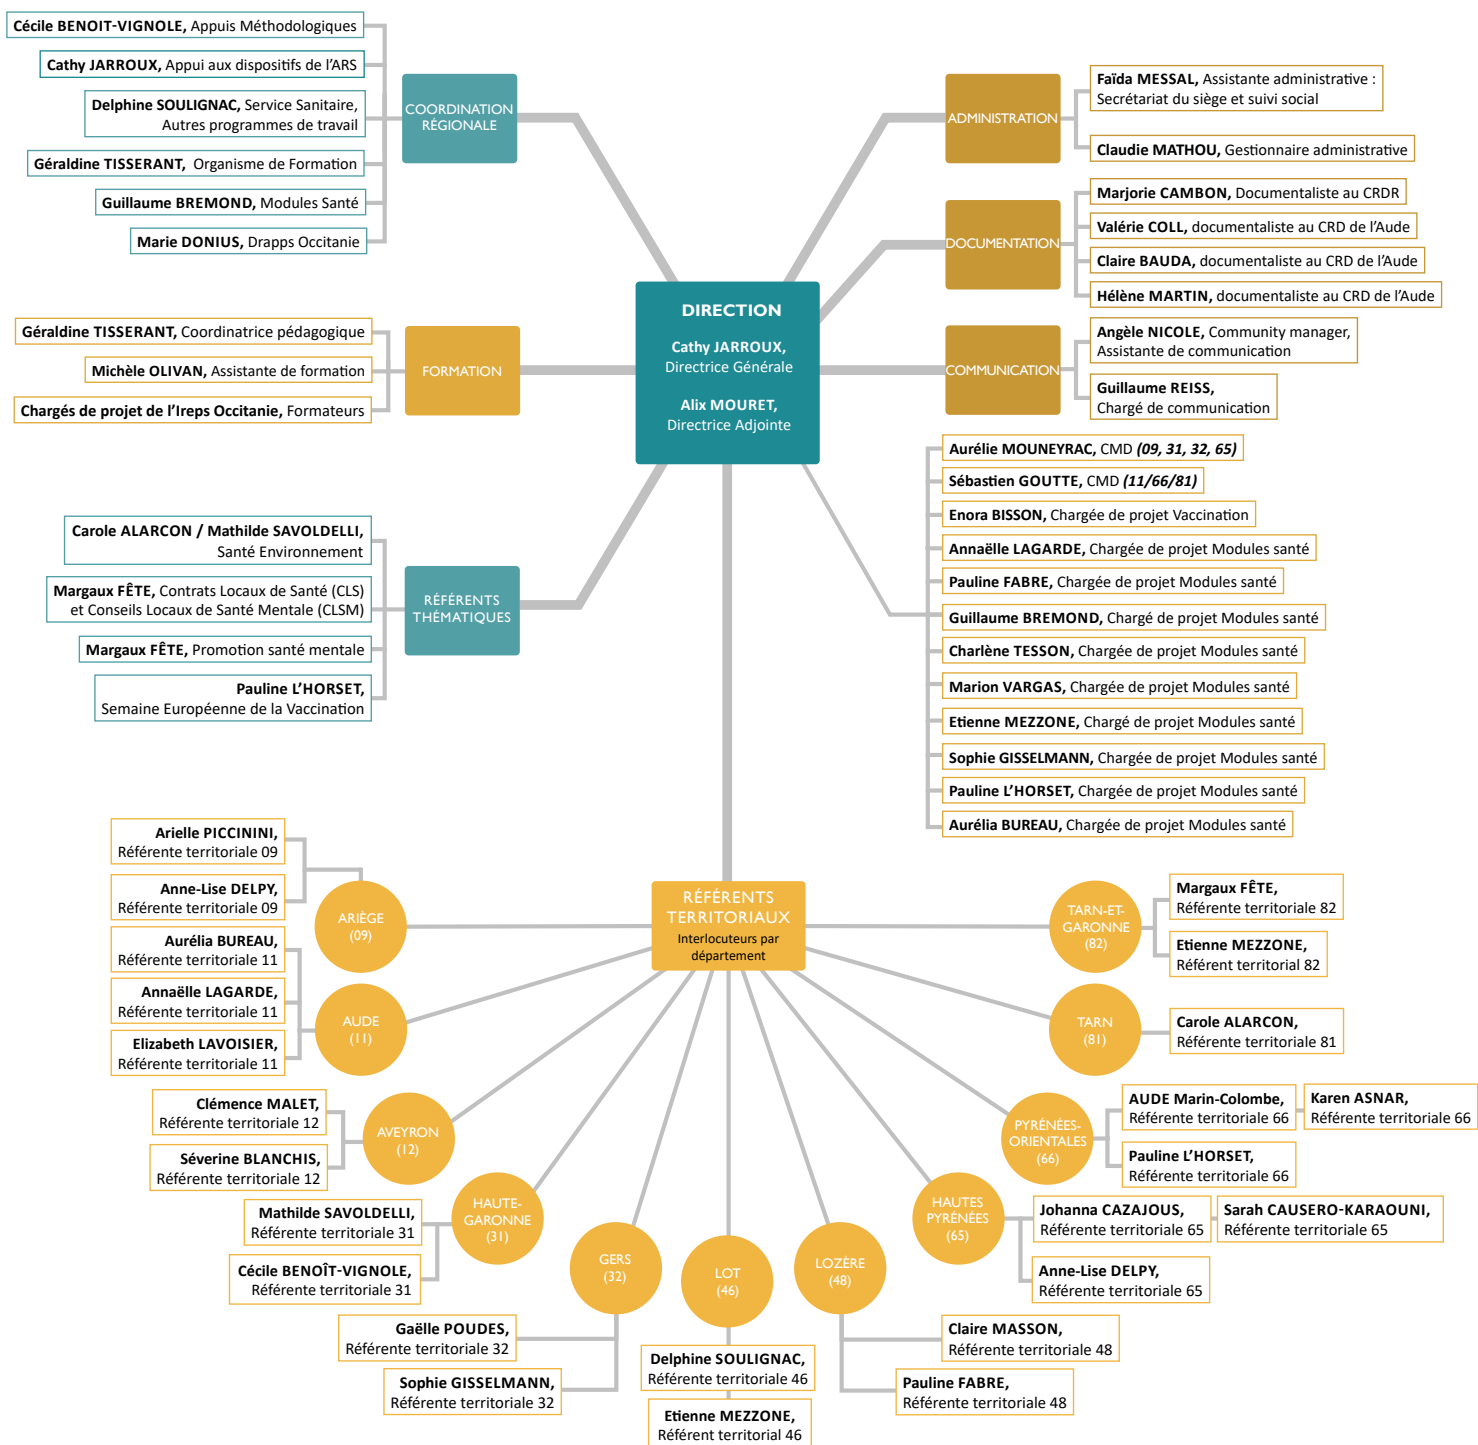 Cécile BENOIT-VIGNOLE, Appuis Méthodologiques
Cathy JARROUX, Appui aux dispositifs de l'ARS
Delphine SOULIGNAC, Service Sanitaire,
Autres programmes de travail
Géraldine TISSERANT, Organisme de Formation
Guillaume BREMOND, Modules Santé
Marie DONIUS, Drapps Occitanie
COORDINATION
RÉGIONALE
Géraldine TISSERANT, Coordinatrice pédagogique
Michèle OLIVAN, Assistante de formation
Chargés de projet de l'Ireps Occitanie, Formateurs
FORMATION
Carole ALARCON / Mathilde SAVOLDELLI,
Santé Environnement
Margaux FÊTE, Contrats Locaux de Santé (CLS)
et Conseils Locaux de Santé Mentale (CLSM)
Margaux FÊTE, Promotion santé mentale
Pauline L'HORSET,
Semaine Européenne de la Vaccination
RÉFÉRENTS
THÉMATIQUES
DIRECTION
Cathy JARROUX,
Directrice Générale
Alix MOURET,
Directrice Adjointe
ADMINISTRATION
Faïda MESSAL, Assistante administrative :
Secrétariat du siège et suivi social
Claudie MATHOU, Gestionnaire administrative
DOCUMENTATION
Marjorie CAMBON, Documentaliste au CRDR
Valérie COLL, documentaliste au CRD de l'Aude
Claire BAUDA, documentaliste au CRD de l'Aude
Hélène MARTIN, documentaliste au CRD de l'Aude
COMMUNICATION
Angèle NICOLE, Community manager,
Assistante de communication
Guillaume REISS,
Chargé de communication
Aurélie MOUNEYRAC, CMD (09, 31, 32, 65)
Sébastien GOUTTE, CMD (11/66/81)
Enora BISSON, Chargée de projet Vaccination
Annaëlle LAGARDE, Chargée de projet Modules santé
Pauline FABRE, Chargée de projet Modules santé
Guillaume BREMOND, Chargé de projet Modules santé
Charlène TESSON, Chargée de projet Modules santé
Marion VARGAS, Chargée de projet Modules santé
Etienne MEZZONE, Chargé de projet Modules santé
Sophie GISSELMANN, Chargée de projet Modules santé
Pauline L'HORSET, Chargée de projet Modules santé
Aurélia BUREAU, Chargée de projet Modules santé
RÉFÉRENTS
TERRITORIAUX
Interlocuteurs par
département
Arielle PICCININI,
Référente territoriale 09
Anne-Lise DELPY,
Référente territoriale 09
ARIÈGE
(09)
Aurélia BUREAU,
Référente territoriale 11
Annaëlle LAGARDE,
Référente territoriale 11
Elizabeth LAVOISIER,
Référente territoriale 11
AUDE
(11)
Clémence MALET,
Référente territoriale 12
Séverine BLANCHIS,
Référente territoriale 12
AVEYRON
(12)
Mathilde SAVOLDELLI,
Référente territoriale 31
Cécile BENOÎT-VIGNOLE,
Référente territoriale 31
HAUTE-
GARONNE
(31)
GERS
(32)
Gaëlle POUDES,
Référente territoriale 32
Sophie GISSELMANN,
Référente territoriale 32
LOT
(46)
Delphine SOULIGNAC,
Référente territoriale 46
Etienne MEZZONE,
Référent territorial 46
LOZÈRE
(48)
Claire MASSON,
Référente territoriale 48
Pauline FABRE,
Référente territoriale 48
HAUTES
PYRÉNÉES
(65)
Johanna CAZAJOUS,
Référente territoriale 65
Sarah CAUSERO-KARAOUNI,
Référente territoriale 65
Anne-Lise DELPY,
Référente territoriale 65
PYRÉNÉES-
ORIENTALES
(66)
AUDE Marin-Colombe,
Référente territoriale 66
Karen ASNAR,
Référente territoriale 66
Pauline L'HORSET,
Référente territoriale 66
TARN
(81)
Carole ALARCON,
Référente territoriale 81
TARN-ET-
GARONNE
(82)
Margaux FÊTE,
Référente territoriale 82
Etienne MEZZONE,
Référent territorial 82